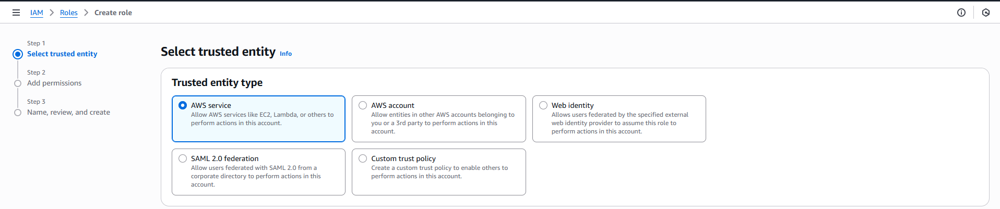 IAM > Roles > Create role
Step 1
Select trusted entity
Step 2
Add permissions
Step 3
Name, review, and create
Select trusted entity Info
Trusted entity type
AWS service
Allow AWS services like EC2, Lambda, or others to
perform actions in this account.
AWS account
Allow entities in other AWS accounts belonging to
you or a 3rd party to perform actions in this
account.
Web identity
Allows users federated by the specified external
web identity provider to assume this role to
perform actions in this account.
SAML 2.0 federation
Allow users federated with SAML 2.0 from a
corporate directory to perform actions in this
account.
Custom trust policy
Create a custom trust policy to enable others to
perform actions in this account.